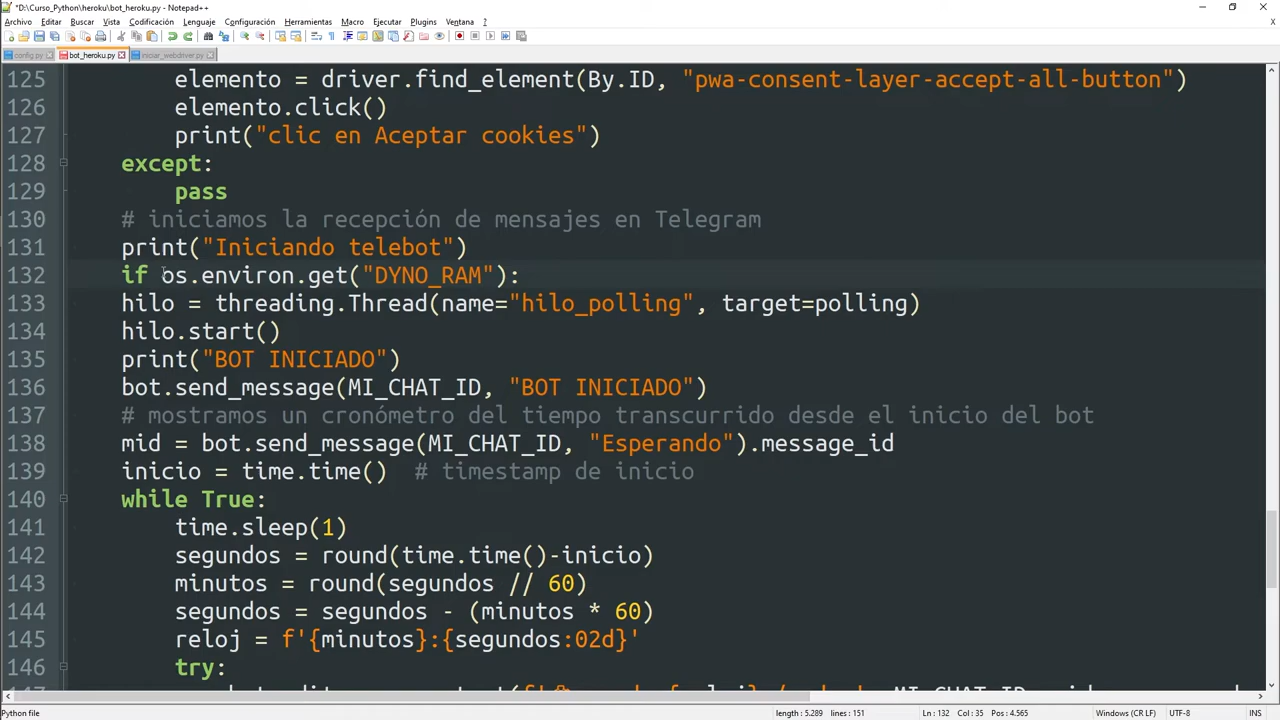 *D:\Curso_Python\heroku\bot_heroku.py - Notepad++
Archivo Editar Buscar Vista Codificación Lenguaje Configuración Herramientas Macro Ejecutar Plugins Ventana ?
config.py bot_heroku.py iniciar_webdriver.py
125 elemento = driver.find_element(By.ID, "pwa-consent-layer-accept-all-button")
126 elemento.click()
127 print("clic en Aceptar cookies")
128 except:
129 pass
130 # iniciamos la recepción de mensajes en Telegram
131 print("Iniciando telebot")
132 if os.environ.get("DYNO_RAM"):
133 hilo = threading.Thread(name="hilo_polling", target=polling)
134 hilo.start()
135 print("BOT INICIADO")
136 bot.send_message(MI_CHAT_ID, "BOT INICIADO")
137 # mostramos un cronómetro del tiempo transcurrido desde el inicio del bot
138 mid = bot.send_message(MI_CHAT_ID, "Esperando").message_id
139 inicio = time.time()  # timestamp de inicio
140 while True:
141 time.sleep(1)
142 segundos = round(time.time()-inicio)
143 minutos = round(segundos // 60)
144 segundos = segundos - (minutos * 60)
145 reloj = f'{minutos}:{segundos:02d}'
146 try:
Python file length : 5.289 lines : 151 Ln : 132 Col : 35 Pos : 4.565 Windows (CR LF) UTF-8 INS